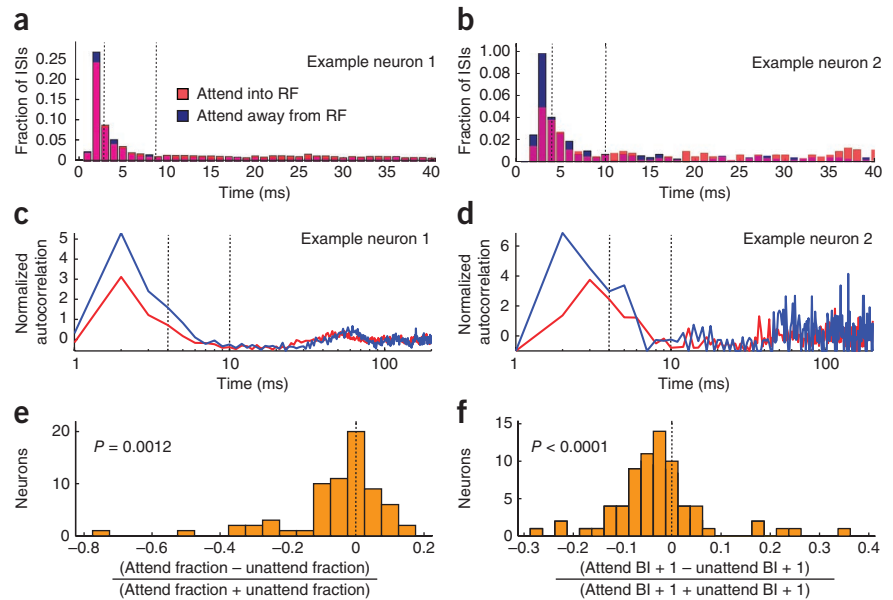 a
b
0.25
0.20
0.15
0.10
0.05
0
Fraction of ISIs
Example neuron 1
Attend into RF
Attend away from RF
0 5 10 15 20 25 30 35 40
Time (ms)
1.00
0.08
0.06
0.04
0.02
0
Fraction of ISIs
Example neuron 2
0 5 10 15 20 25 30 35 40
Time (ms)
c
d
5
4
3
2
1
0
Normalized
autocorrelation
Example neuron 1
1 10 100
Time (ms)
6
4
2
0
Normalized
autocorrelation
Example neuron 2
1 10 100
Time (ms)
e
f
20
10
0
Neurons
P = 0.0012
−0.8 −0.6 −0.4 −0.2 0 0.2
(Attend fraction − unattend fraction)
(Attend fraction + unattend fraction)
15
10
5
0
Neurons
P < 0.0001
−0.3 −0.2 −0.1 0 0.1 0.2 0.3 0.4
(Attend BI + 1 − unattend BI + 1)
(Attend BI + 1 + unattend BI + 1)